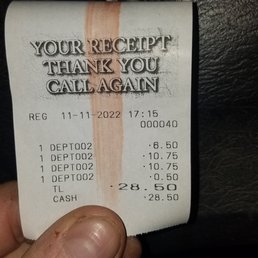 YOUR RECEIPT
THANK YOU
CALL AGAIN
REG 11-11-2022 17:15
000040
1 DEPT002 ·6.50
1 DEPT002 ·10.75
1 DEPT002 ·10.75
1 DEPT002 ·0.50
TL ·28.50
CASH ·28.50